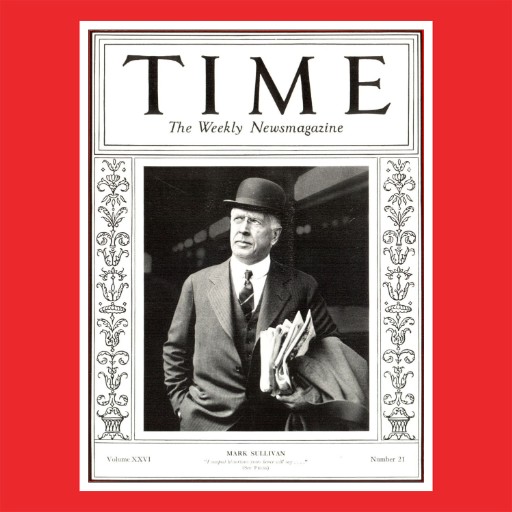 TIME
The Weekly Newsmagazine
MARK SULLIVAN
Volume XXVI
Number 21